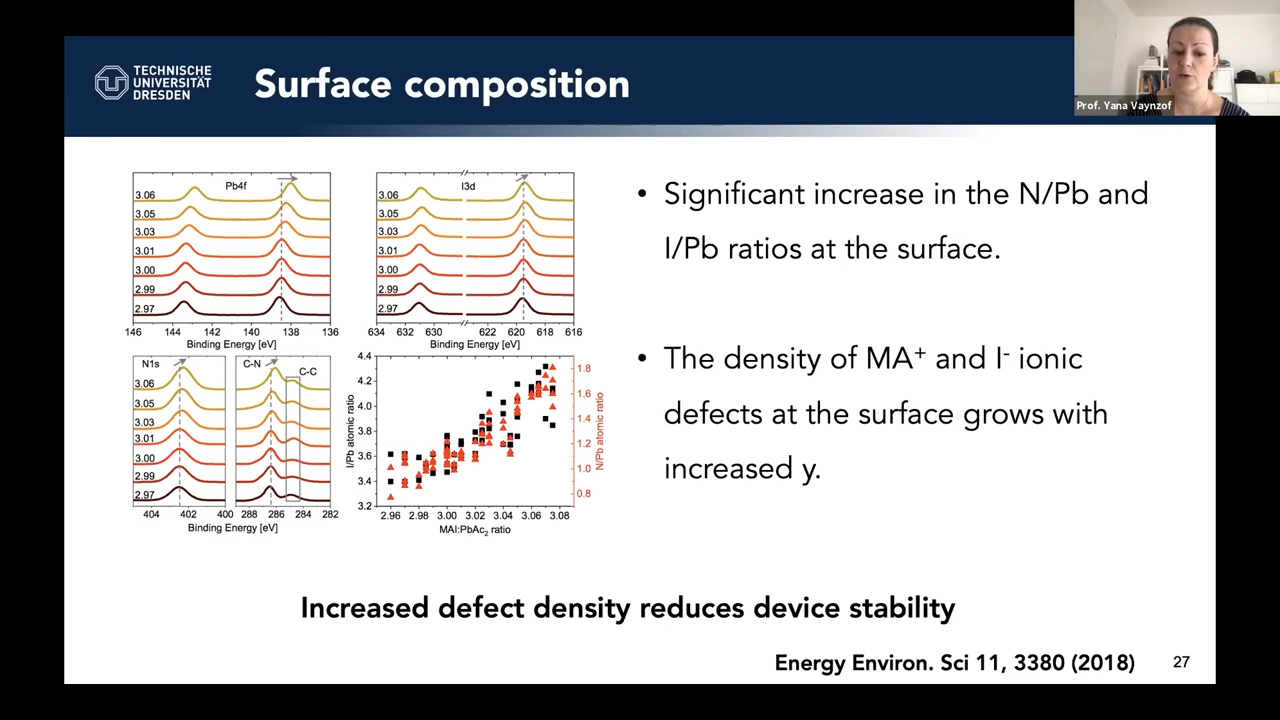 TECHNISCHE
UNIVERSITÄT
DRESDEN
Surface composition
Prof. Yana Vaynzof
Pb4f
3.06
3.05
3.03
3.01
3.00
2.99
2.97
146 144 142 140 138 136
Binding Energy [eV]
I3d
3.06
3.05
3.03
3.01
3.00
2.99
2.97
634 632 630 622 620 618 616
Binding Energy [eV]
N1s
3.06
3.05
3.03
3.01
3.00
2.99
2.97
404 402 400
C-N
C-C
288 286 284 282
Binding Energy [eV]
I/Pb atomic ratio
4.4
4.2
4.0
3.8
3.6
3.4
3.2
2.96 2.98 3.00 3.02 3.04 3.06 3.08
MAI:PbAc₂ ratio
1.8
1.6
1.4
1.2
1.0
0.8
N/Pb atomic ratio
• Significant increase in the N/Pb and
I/Pb ratios at the surface.
• The density of MA⁺ and I⁻ ionic
defects at the surface grows with
increased y.
Increased defect density reduces device stability
Energy Environ. Sci 11, 3380 (2018)
27